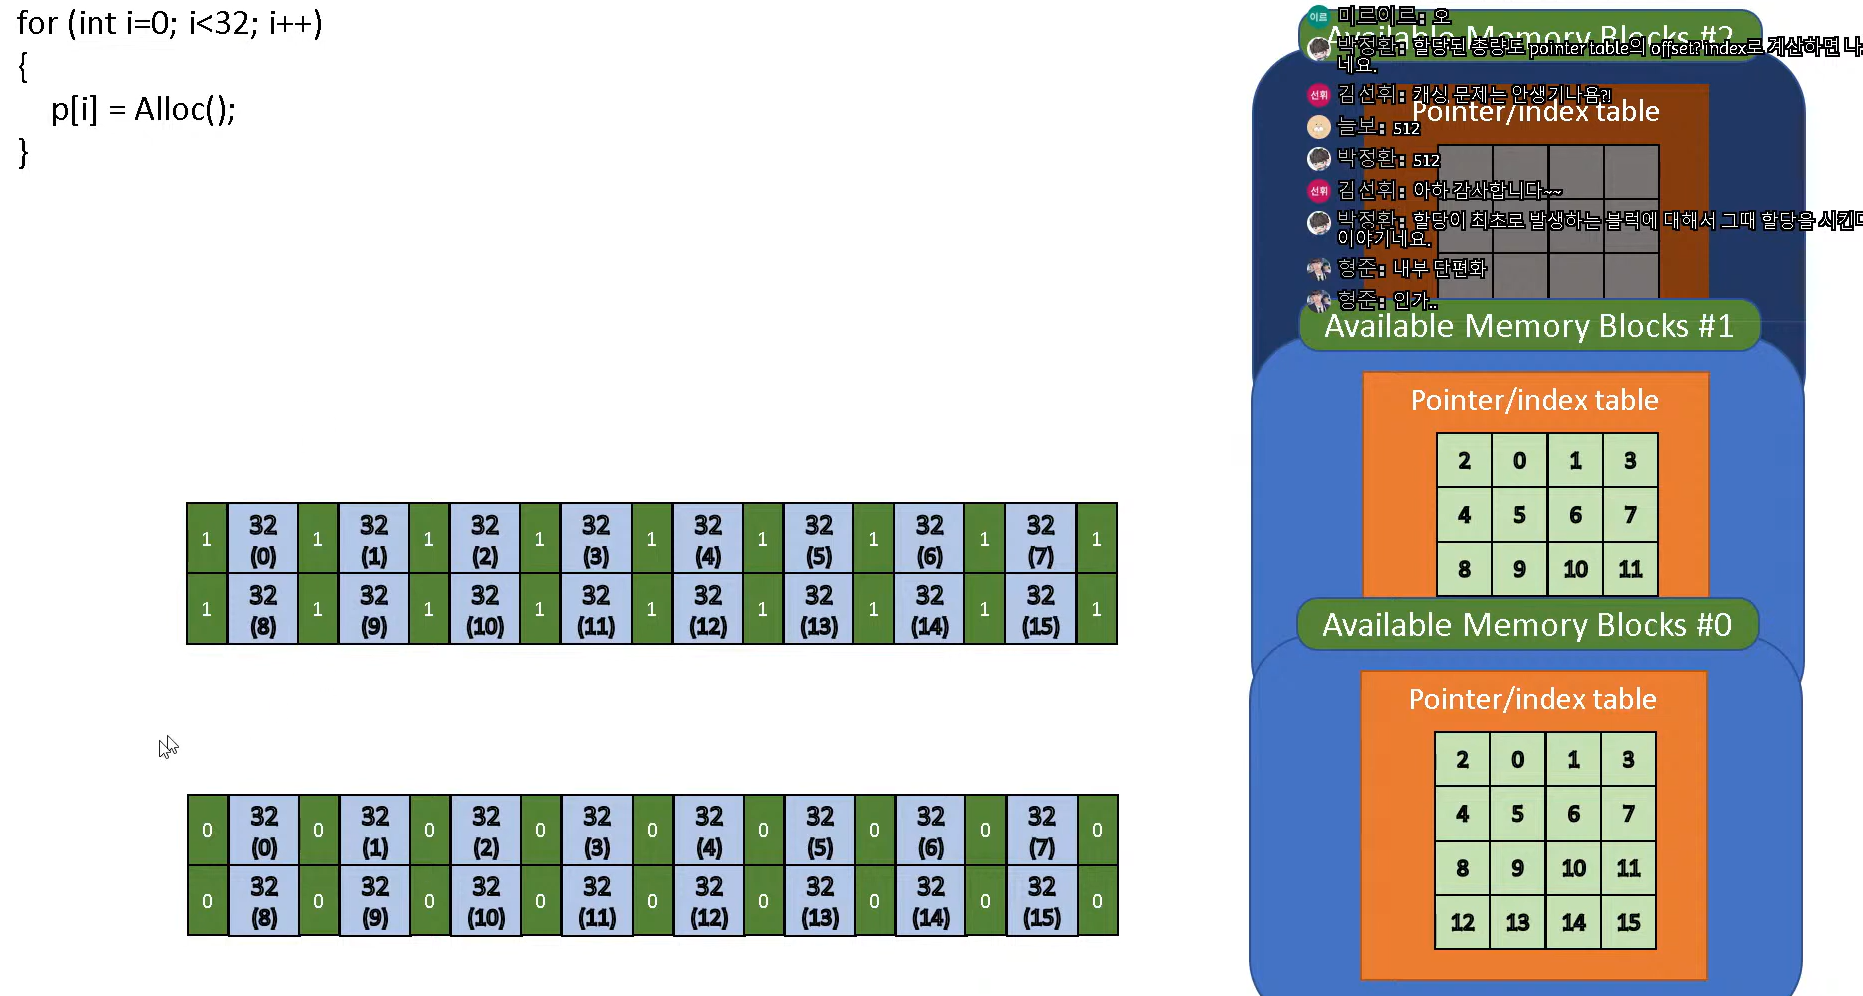 for (int i=0; i<32; i++)
{
p[i] = Alloc();
}
미르이르: 오
Available Memory Blocks #2
박정환: 할당된 총량도 pointer table의 offset? index로 계산하면 나
네요.
김선휘: 캐싱 문제는 안생기나욤?!
Pointer/index table
늘보: 512
박정환: 512
김선휘: 아하 감사합니다~~
박정환: 할당이 최초로 발생하는 블럭에 대해서 그때 할당을 시킨다
이야기네요.
형준: 내부 단편화
형준: 인가..
Available Memory Blocks #1
Pointer/index table
2 0 1 3
4 5 6 7
8 9 10 11
1 32 1 32 1 32 1 32 1 32 1 32 1 32 1 32 1
(0) (1) (2) (3) (4) (5) (6) (7)
1 32 1 32 1 32 1 32 1 32 1 32 1 32 1 32 1
(8) (9) (10) (11) (12) (13) (14) (15)
Available Memory Blocks #0
Pointer/index table
2 0 1 3
4 5 6 7
8 9 10 11
12 13 14 15
0 32 0 32 0 32 0 32 0 32 0 32 0 32 0 32 0
(0) (1) (2) (3) (4) (5) (6) (7)
0 32 0 32 0 32 0 32 0 32 0 32 0 32 0 32 0
(8) (9) (10) (11) (12) (13) (14) (15)